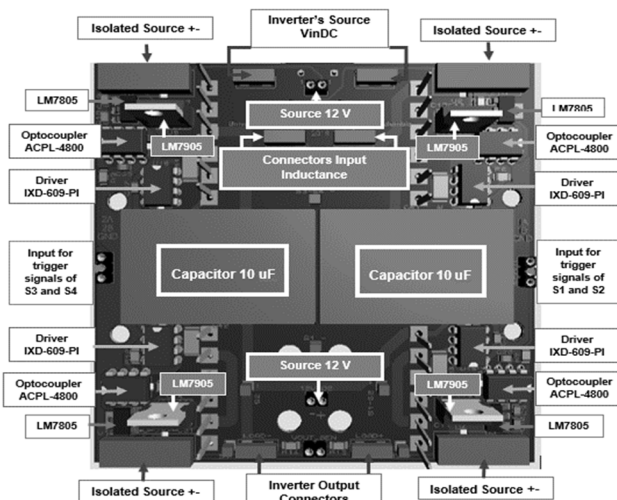 Isolated Source +-
Inverter's Source
VinDC
Isolated Source +-
LM7805
Source 12 V
LM7805
Optocoupler
ACPL-4800
LM7905
LM7905
Optocoupler
ACPL-4800
Connectors Input
Inductance
Driver
IXD-609-PI
Driver
IXD-609-PI
Input for
trigger
signals of
S3 and S4
Capacitor 10 uF
Capacitor 10 uF
Input for
trigger
signals of
S1 and S2
Driver
IXD-609-PI
Source 12 V
Driver
IXD-609-PI
Optocoupler
ACPL-4800
LM7905
LM7905
Optocoupler
ACPL-4800
LM7805
LM7805
Isolated Source +-
Inverter Output
Connectors
Isolated Source +-